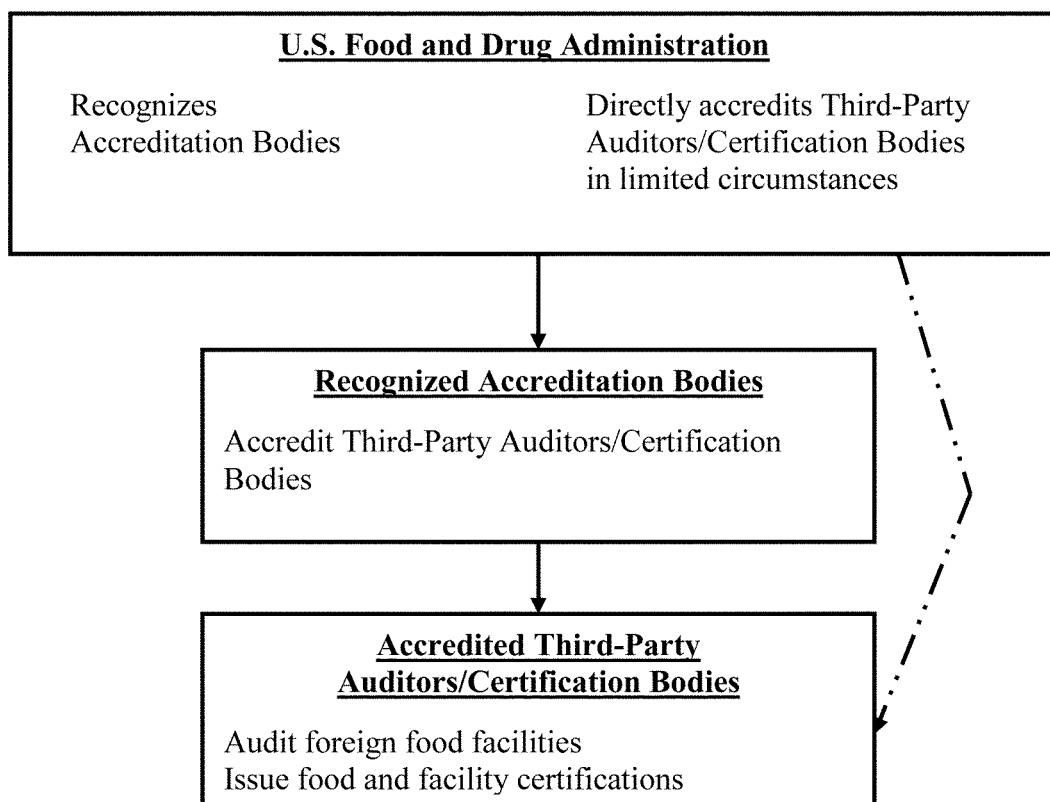 U.S. Food and Drug Administration
Recognizes
Accreditation Bodies
Directly accredits Third-Party
Auditors/Certification Bodies
in limited circumstances
Recognized Accreditation Bodies
Accredit Third-Party Auditors/Certification
Bodies
Accredited Third-Party
Auditors/Certification Bodies
Audit foreign food facilities
Issue food and facility certifications